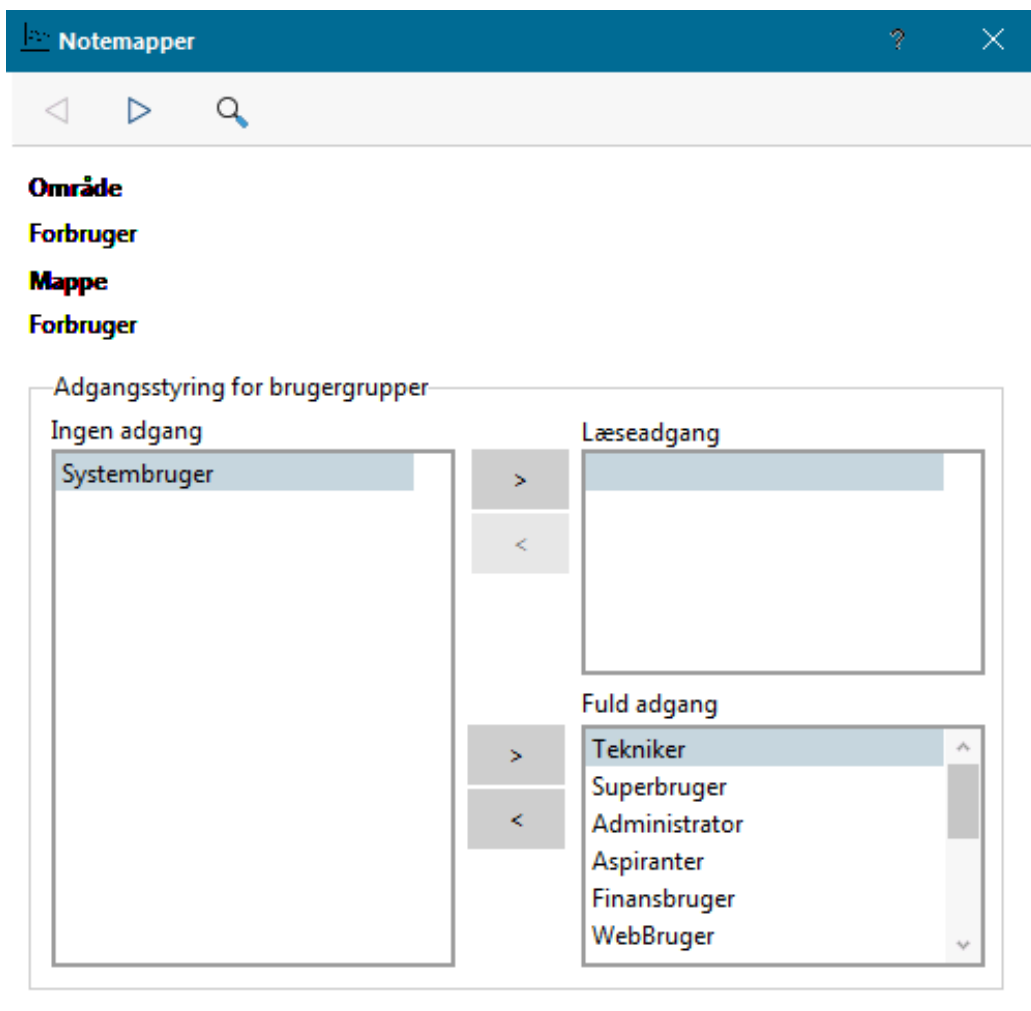 Notemapper
?
Område
Forbruger
Mappe
Forbruger
Adgangsstyring for brugergrupper
Ingen adgang
Systembruger
>
<
Læseadgang
>
<
Fuld adgang
Tekniker
Superbruger
Administrator
Aspiranter
Finansbruger
WebBruger